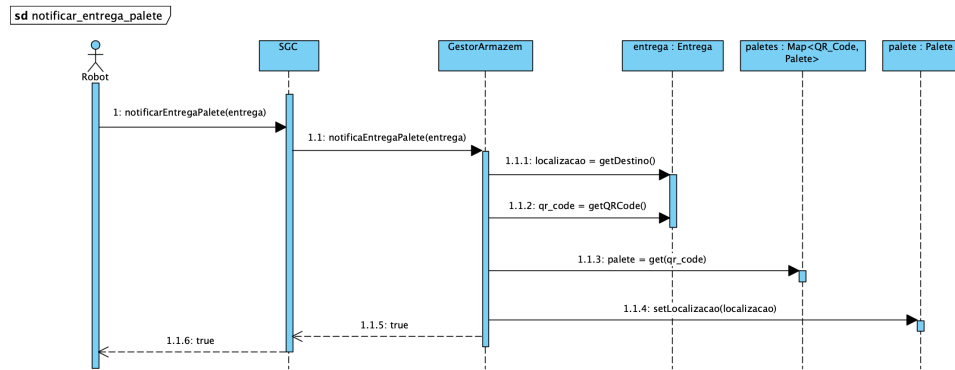 sd notificar_entrega_palete
Robot
SGC
GestorArmazem
entrega : Entrega
paletes : Map<QR_Code,
Palete>
palete : Palete
1: notificarEntregaPalete(entrega)
1.1: notificaEntregaPalete(entrega)
1.1.1: localizacao = getDestino()
1.1.2: qr_code = getQRCode()
1.1.3: palete = get(qr_code)
1.1.4: setLocalizacao(localizacao)
1.1.5: true
1.1.6: true